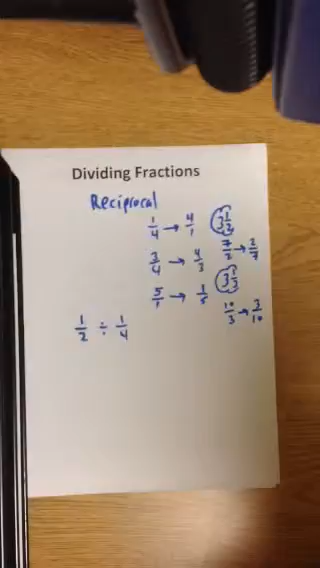 Dividing Fractions
Reciprocal
1/4 → 4/1
3 1/2
7/2 → 2/7
3/4 → 4/3
3 1/3
5/1 → 1/5
10/3 → 3/10
1/2 ÷ 1/4